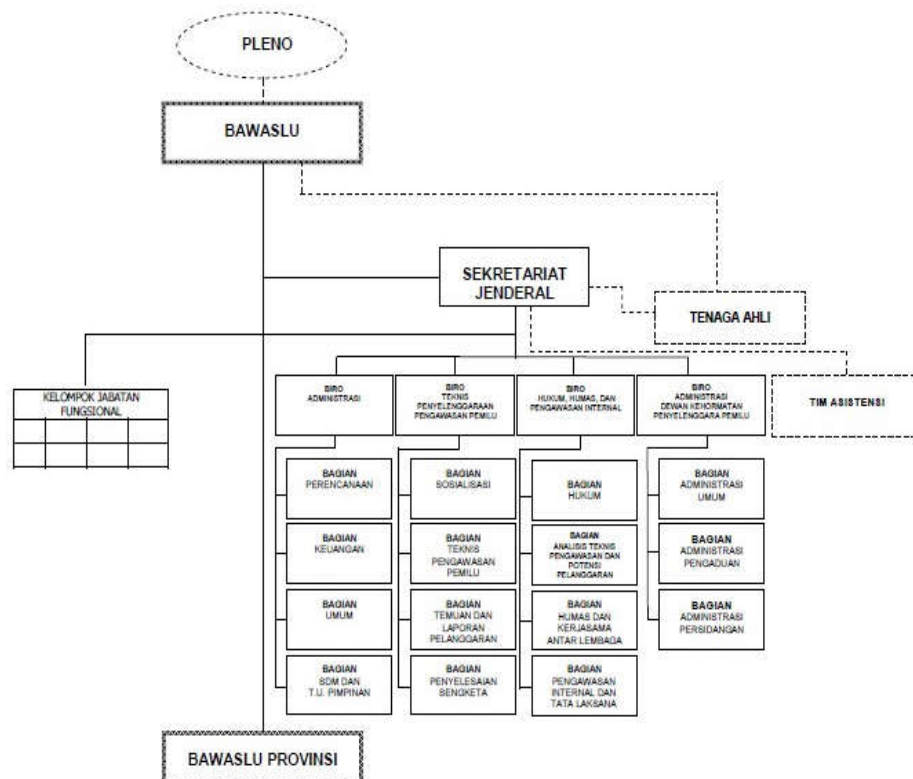 PLENO
BAWASLU
SEKRETARIAT
JENDERAL
TENAGA AHLI
TIM ASISTENSI
KELOMPOK JABATAN
FUNGSIONAL
BIRO
ADMINISTRASI
BIRO
TEKNIS
PENYELENGGARAAN
PENGAWASAN PEMILU
BIRO
HUKUM, HUMAS, DAN
PENGAWASAN INTERNAL
BIRO
ADMINISTRASI
DEWAN KEHORMATAN
PENYELENGGARA PEMILU
BAGIAN
PERENCANAAN
BAGIAN
KEUANGAN
BAGIAN
UMUM
BAGIAN
SDM DAN
T.U. PIMPINAN
BAGIAN
SOSIALISASI
BAGIAN
TEKNIS
PENGAWASAN
PEMILU
BAGIAN
TEMUAN DAN
LAPORAN
PELANGGARAN
BAGIAN
PENYELESAIAN
SENGKETA
BAGIAN
HUKUM
BAGIAN
ANALISIS TEKNIS
PENGAWASAN DAN
POTENSI
PELANGGARAN
BAGIAN
HUMAS DAN
KERJASAMA
ANTAR LEMBAGA
BAGIAN
PENGAWASAN
INTERNAL DAN
TATA LAKSANA
BAGIAN
ADMINISTRASI
UMUM
BAGIAN
ADMINISTRASI
PENGADUAN
BAGIAN
ADMINISTRASI
PERSIDANGAN
BAWASLU PROVINSI